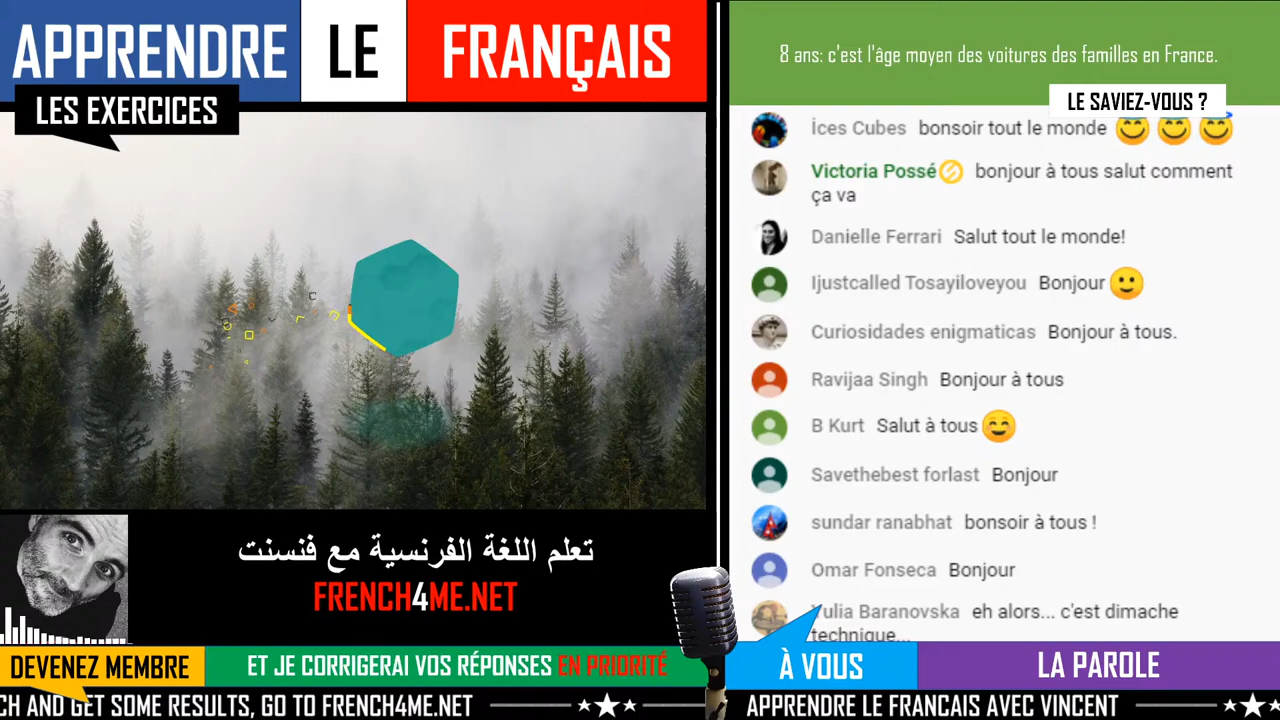 APPRENDRE LE FRANÇAIS
LES EXERCICES
8 ans: c'est l'âge moyen des voitures des familles en France.
LE SAVIEZ-VOUS ?
İces Cubes bonsoir tout le monde
Victoria Possé bonjour à tous salut comment
ça va
Danielle Ferrari Salut tout le monde!
Ijustcalled Tosayiloveyou Bonjour
Curiosidades enigmaticas Bonjour à tous.
Ravijaa Singh Bonjour à tous
B Kurt Salut à tous
Savethebest forlast Bonjour
sundar ranabhat bonsoir à tous !
Omar Fonseca Bonjour
Yulia Baranovska eh alors... c'est dimache
technique...
تعلم اللغة الفرنسية مع فنسنت
FRENCH4ME.NET
DEVENEZ MEMBRE
ET JE CORRIGERAI VOS RÉPONSES EN PRIORITÉ
À VOUS
LA PAROLE
CH AND GET SOME RESULTS, GO TO FRENCH4ME.NET
APPRENDRE LE FRANCAIS AVEC VINCENT